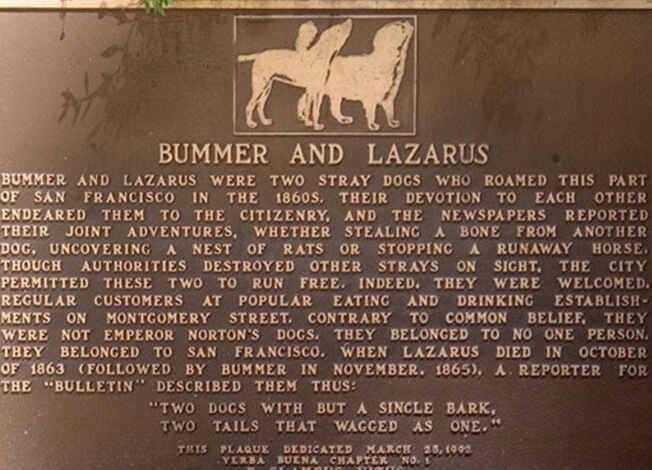 BUMMER AND LAZARUS
BUMMER AND LAZARUS WERE TWO STRAY DOGS WHO ROAMED THIS PART
OF SAN FRANCISCO IN THE 1860S. THEIR DEVOTION TO EACH OTHER
ENDEARED THEM TO THE CITIZENRY, AND THE NEWSPAPERS REPORTED
THEIR JOINT ADVENTURES, WHETHER STEALING A BONE FROM ANOTHER
DOG, UNCOVERING A NEST OF RATS OR STOPPING A RUNAWAY HORSE.
THOUGH AUTHORITIES DESTROYED OTHER STRAYS ON SIGHT, THE CITY
PERMITTED THESE TWO TO RUN FREE. INDEED, THEY WERE WELCOMED,
REGULAR CUSTOMERS AT POPULAR EATING AND DRINKING ESTABLISH-
MENTS ON MONTGOMERY STREET. CONTRARY TO COMMON BELIEF, THEY
WERE NOT EMPEROR NORTON'S DOGS. THEY BELONGED TO NO ONE PERSON.
THEY BELONGED TO SAN FRANCISCO. WHEN LAZARUS DIED IN OCTOBER
OF 1863 (FOLLOWED BY BUMMER IN NOVEMBER, 1865), A REPORTER FOR
THE "BULLETIN" DESCRIBED THEM THUS:
"TWO DOGS WITH BUT A SINGLE BARK,
TWO TAILS THAT WAGGED AS ONE."
THIS PLAQUE DEDICATED MARCH 28, 1992
YERBA BUENA CHAPTER NO. 1
E CLAMPUS VITUS